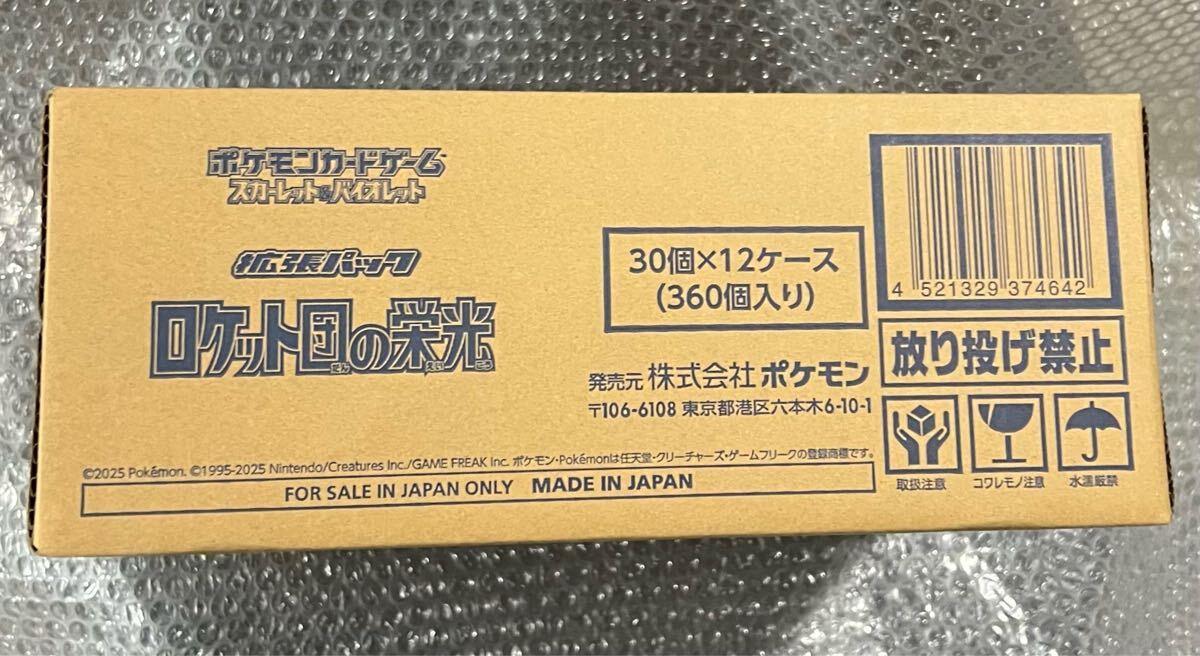 ポケモンカードゲーム
スカーレット&バイオレット
拡張パック
ロケット団の栄光
だん えいこう
30個×12ケース
(360個入り)
発売元 株式会社 ポケモン
〒106-6108 東京都港区六本木6-10-1
©2025 Pokémon. ©1995-2025 Nintendo/Creatures Inc./GAME FREAK Inc. ポケモン・Pokémonは任天堂・クリーチャーズ・ゲームフリークの登録商標です。
FOR SALE IN JAPAN ONLY MADE IN JAPAN
4 521329 374642
放り投げ禁止
取扱注意 コワレモノ注意 水濡厳禁